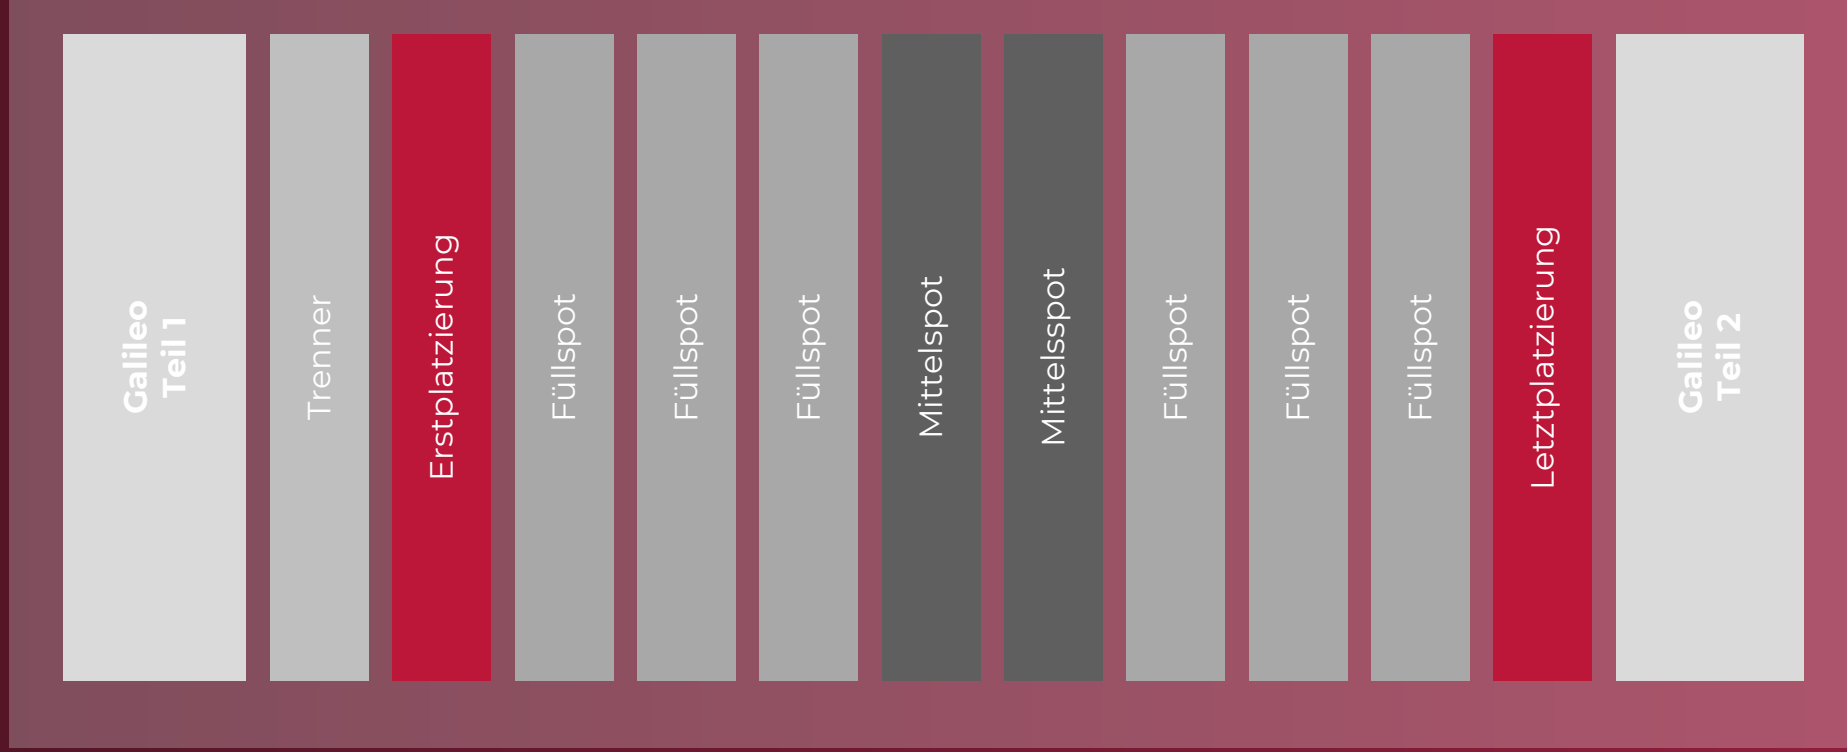 Galileo
Teil 1
Trenner
Erstplatzierung
Füllspot
Füllspot
Füllspot
Mittelspot
Mittelsspot
Füllspot
Füllspot
Füllspot
Letztplatzierung
Galileo
Teil 2